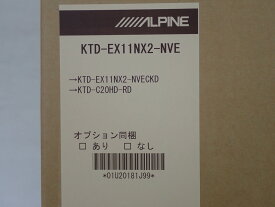 ALPINE
KTD-EX11NX2-NVE
→KTD-EX11NX2-NVECKD
→KTD-C20HD-RD
オプション同梱
□ あり □ なし
*01U20181J99*